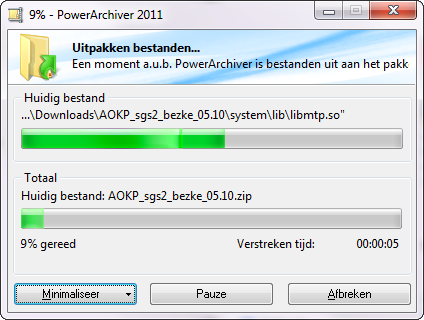 9% - PowerArchiver 2011
Uitpakken bestanden...
Een moment a.u.b. PowerArchiver is bestanden uit aan het pakk
Huidig bestand
...\Downloads\AOKP_sgs2_bezke_05.10\system\lib\libmtp.so"
Totaal
Huidig bestand: AOKP_sgs2_bezke_05.10.zip
9% gereed Verstreken tijd: 00:00:05
Minimaliseer Pauze Afbreken